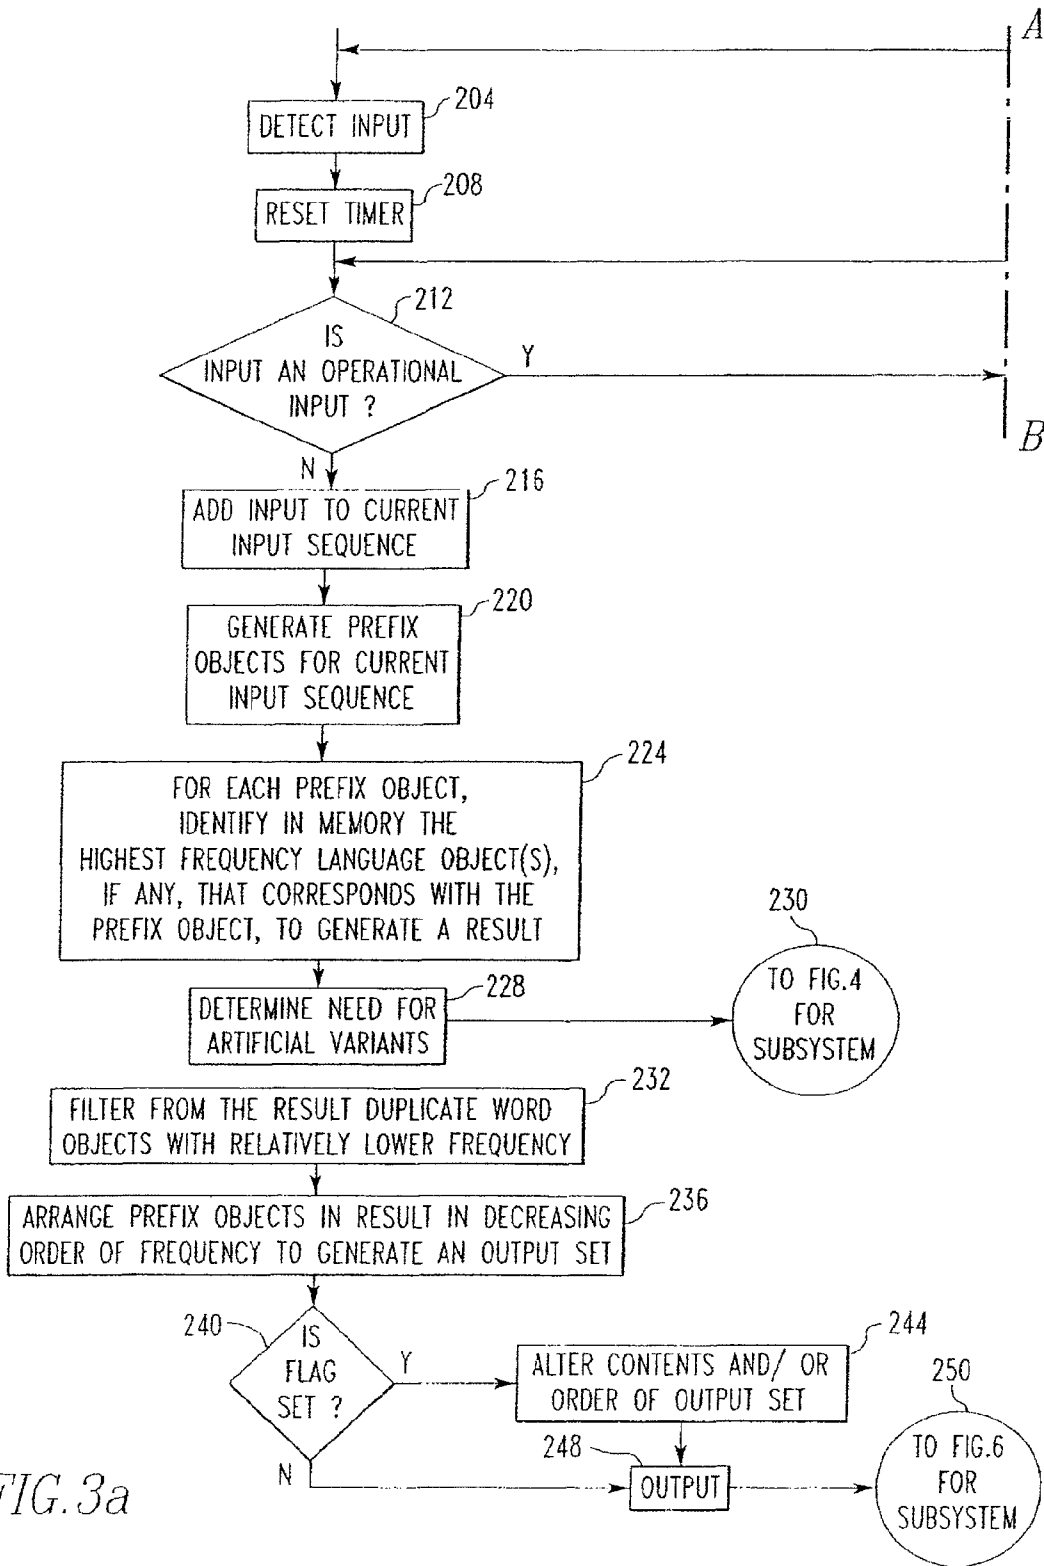 A
204
DETECT INPUT
208
RESET TIMER
212
IS
INPUT AN OPERATIONAL
INPUT ?
Y
B
N
216
ADD INPUT TO CURRENT
INPUT SEQUENCE
220
GENERATE PREFIX
OBJECTS FOR CURRENT
INPUT SEQUENCE
224
FOR EACH PREFIX OBJECT,
IDENTIFY IN MEMORY THE
HIGHEST FREQUENCY LANGUAGE OBJECT(S),
IF ANY, THAT CORRESPONDS WITH THE
PREFIX OBJECT, TO GENERATE A RESULT
230
TO FIG.4
FOR
SUBSYSTEM
228
DETERMINE NEED FOR
ARTIFICIAL VARIANTS
232
FILTER FROM THE RESULT DUPLICATE WORD
OBJECTS WITH RELATIVELY LOWER FREQUENCY
236
ARRANGE PREFIX OBJECTS IN RESULT IN DECREASING
ORDER OF FREQUENCY TO GENERATE AN OUTPUT SET
240
IS
FLAG
SET ?
Y
244
ALTER CONTENTS AND/ OR
ORDER OF OUTPUT SET
250
TO FIG.6
FOR
SUBSYSTEM
248
OUTPUT
N
FIG.3a